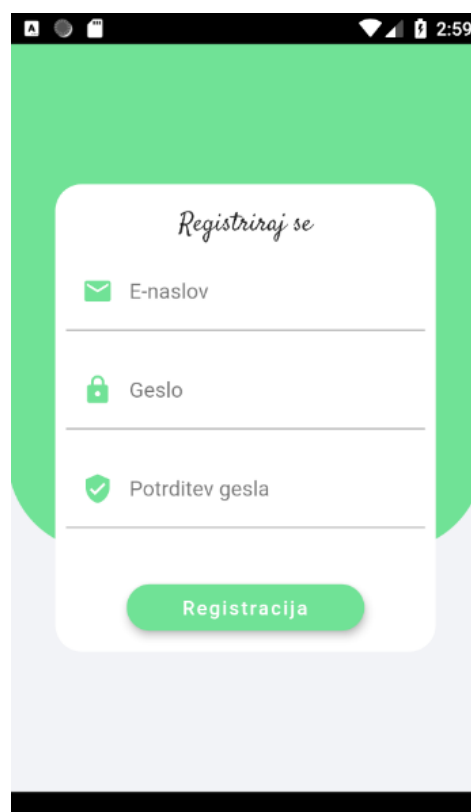 2:59
Registriraj se
E-naslov
Geslo
Potrditev gesla
Registracija